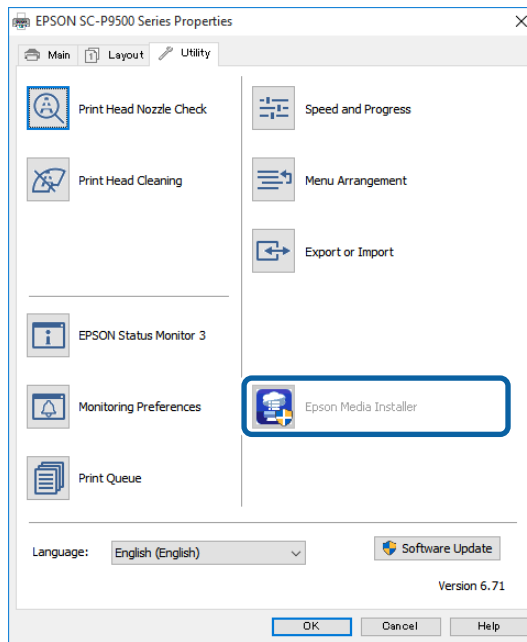 EPSON SC-P9500 Series Properties
Main
Layout
Utility
Print Head Nozzle Check
Speed and Progress
Print Head Cleaning
Menu Arrangement
Export or Import
EPSON Status Monitor 3
Monitoring Preferences
Epson Media Installer
Print Queue
Language: English (English)
Software Update
Version 6.71
OK
Cancel
Help